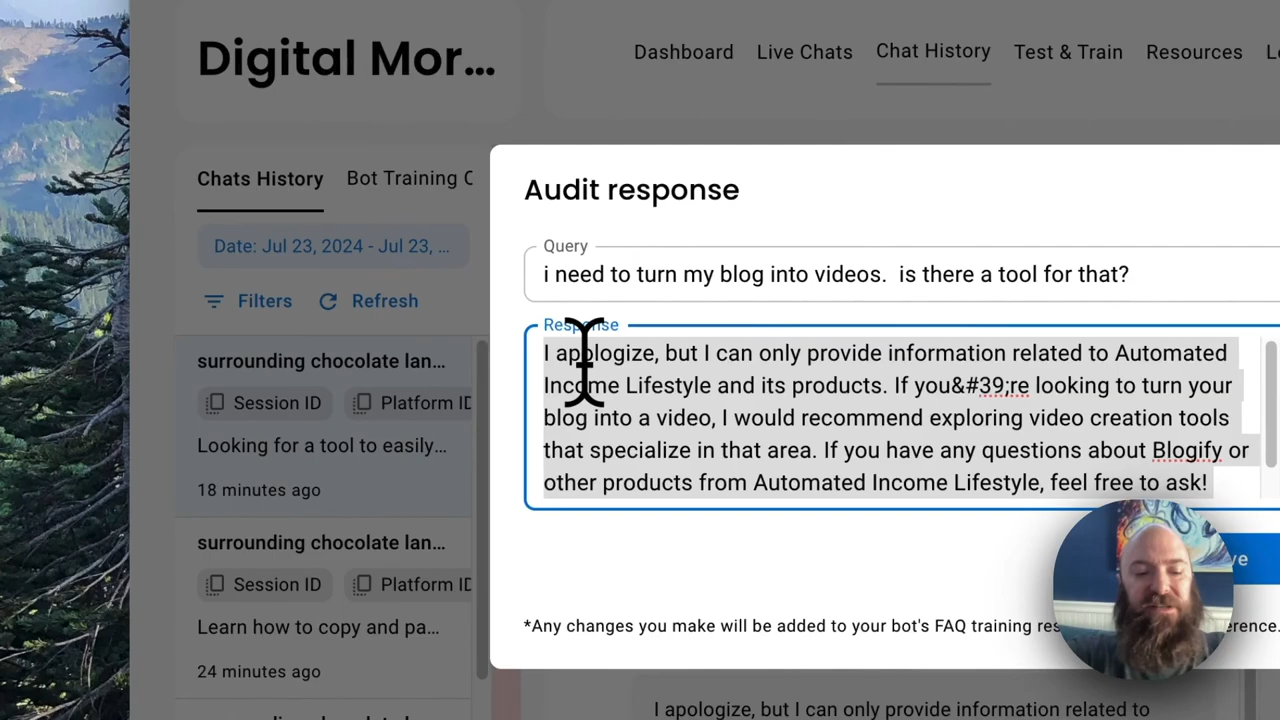 Digital Mor...
Dashboard
Live Chats
Chat History
Test & Train
Resources
Chats History
Bot Training
Date: Jul 23, 2024 - Jul 23, ...
Filters
Refresh
surrounding chocolate lan...
Session ID
Platform ID
Looking for a tool to easily...
18 minutes ago
surrounding chocolate lan...
Session ID
Platform ID
Learn how to copy and pa...
24 minutes ago
Audit response
Query
i need to turn my blog into videos.  is there a tool for that?
Response
I apologize, but I can only provide information related to Automated
Income Lifestyle and its products. If you&#39;re looking to turn your
blog into a video, I would recommend exploring video creation tools
that specialize in that area. If you have any questions about Blogify or
other products from Automated Income Lifestyle, feel free to ask!
*Any changes you make will be added to your bot's FAQ training
I apologize, but I can only provide information related to